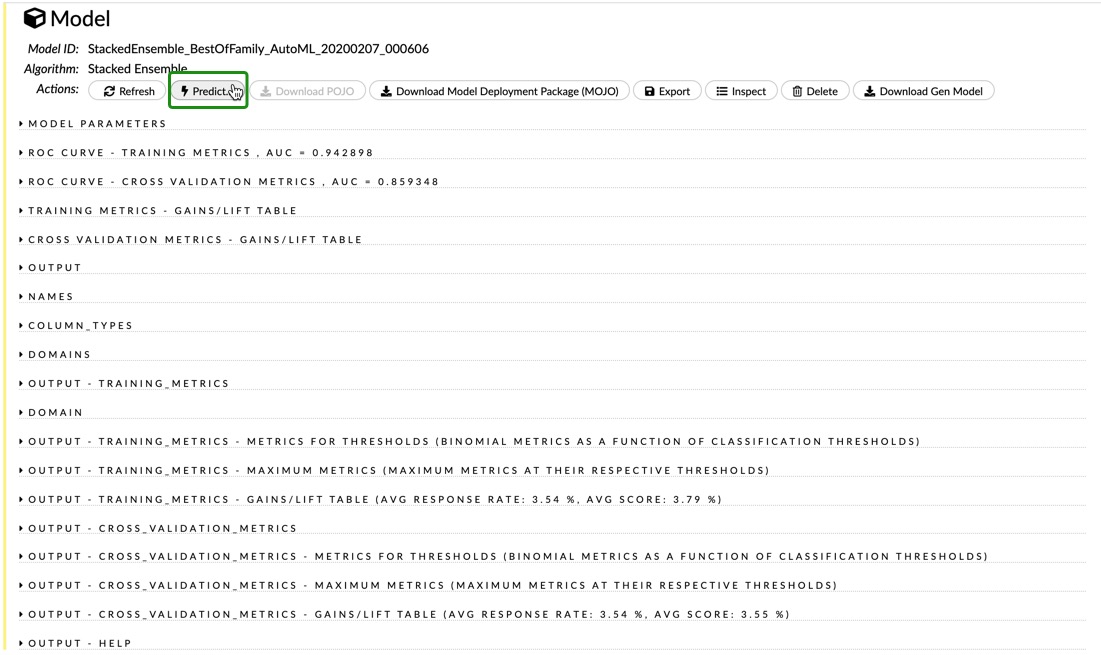 Model
Model ID: StackedEnsemble_BestOfFamily_AutoML_20200207_000606
Algorithm: Stacked Ensemble
Actions: Refresh Predict... Download POJO Download Model Deployment Package (MOJO) Export Inspect Delete Download Gen Model
MODEL PARAMETERS
ROC CURVE - TRAINING METRICS , AUC = 0.942898
ROC CURVE - CROSS VALIDATION METRICS , AUC = 0.859348
TRAINING METRICS - GAINS/LIFT TABLE
CROSS VALIDATION METRICS - GAINS/LIFT TABLE
OUTPUT
NAMES
COLUMN_TYPES
DOMAINS
OUTPUT - TRAINING_METRICS
DOMAIN
OUTPUT - TRAINING_METRICS - METRICS FOR THRESHOLDS (BINOMIAL METRICS AS A FUNCTION OF CLASSIFICATION THRESHOLDS)
OUTPUT - TRAINING_METRICS - MAXIMUM METRICS (MAXIMUM METRICS AT THEIR RESPECTIVE THRESHOLDS)
OUTPUT - TRAINING_METRICS - GAINS/LIFT TABLE (AVG RESPONSE RATE: 3.54 %, AVG SCORE: 3.79 %)
OUTPUT - CROSS_VALIDATION_METRICS
OUTPUT - CROSS_VALIDATION_METRICS - METRICS FOR THRESHOLDS (BINOMIAL METRICS AS A FUNCTION OF CLASSIFICATION THRESHOLDS)
OUTPUT - CROSS_VALIDATION_METRICS - MAXIMUM METRICS (MAXIMUM METRICS AT THEIR RESPECTIVE THRESHOLDS)
OUTPUT - CROSS_VALIDATION_METRICS - GAINS/LIFT TABLE (AVG RESPONSE RATE: 3.54 %, AVG SCORE: 3.55 %)
OUTPUT - HELP